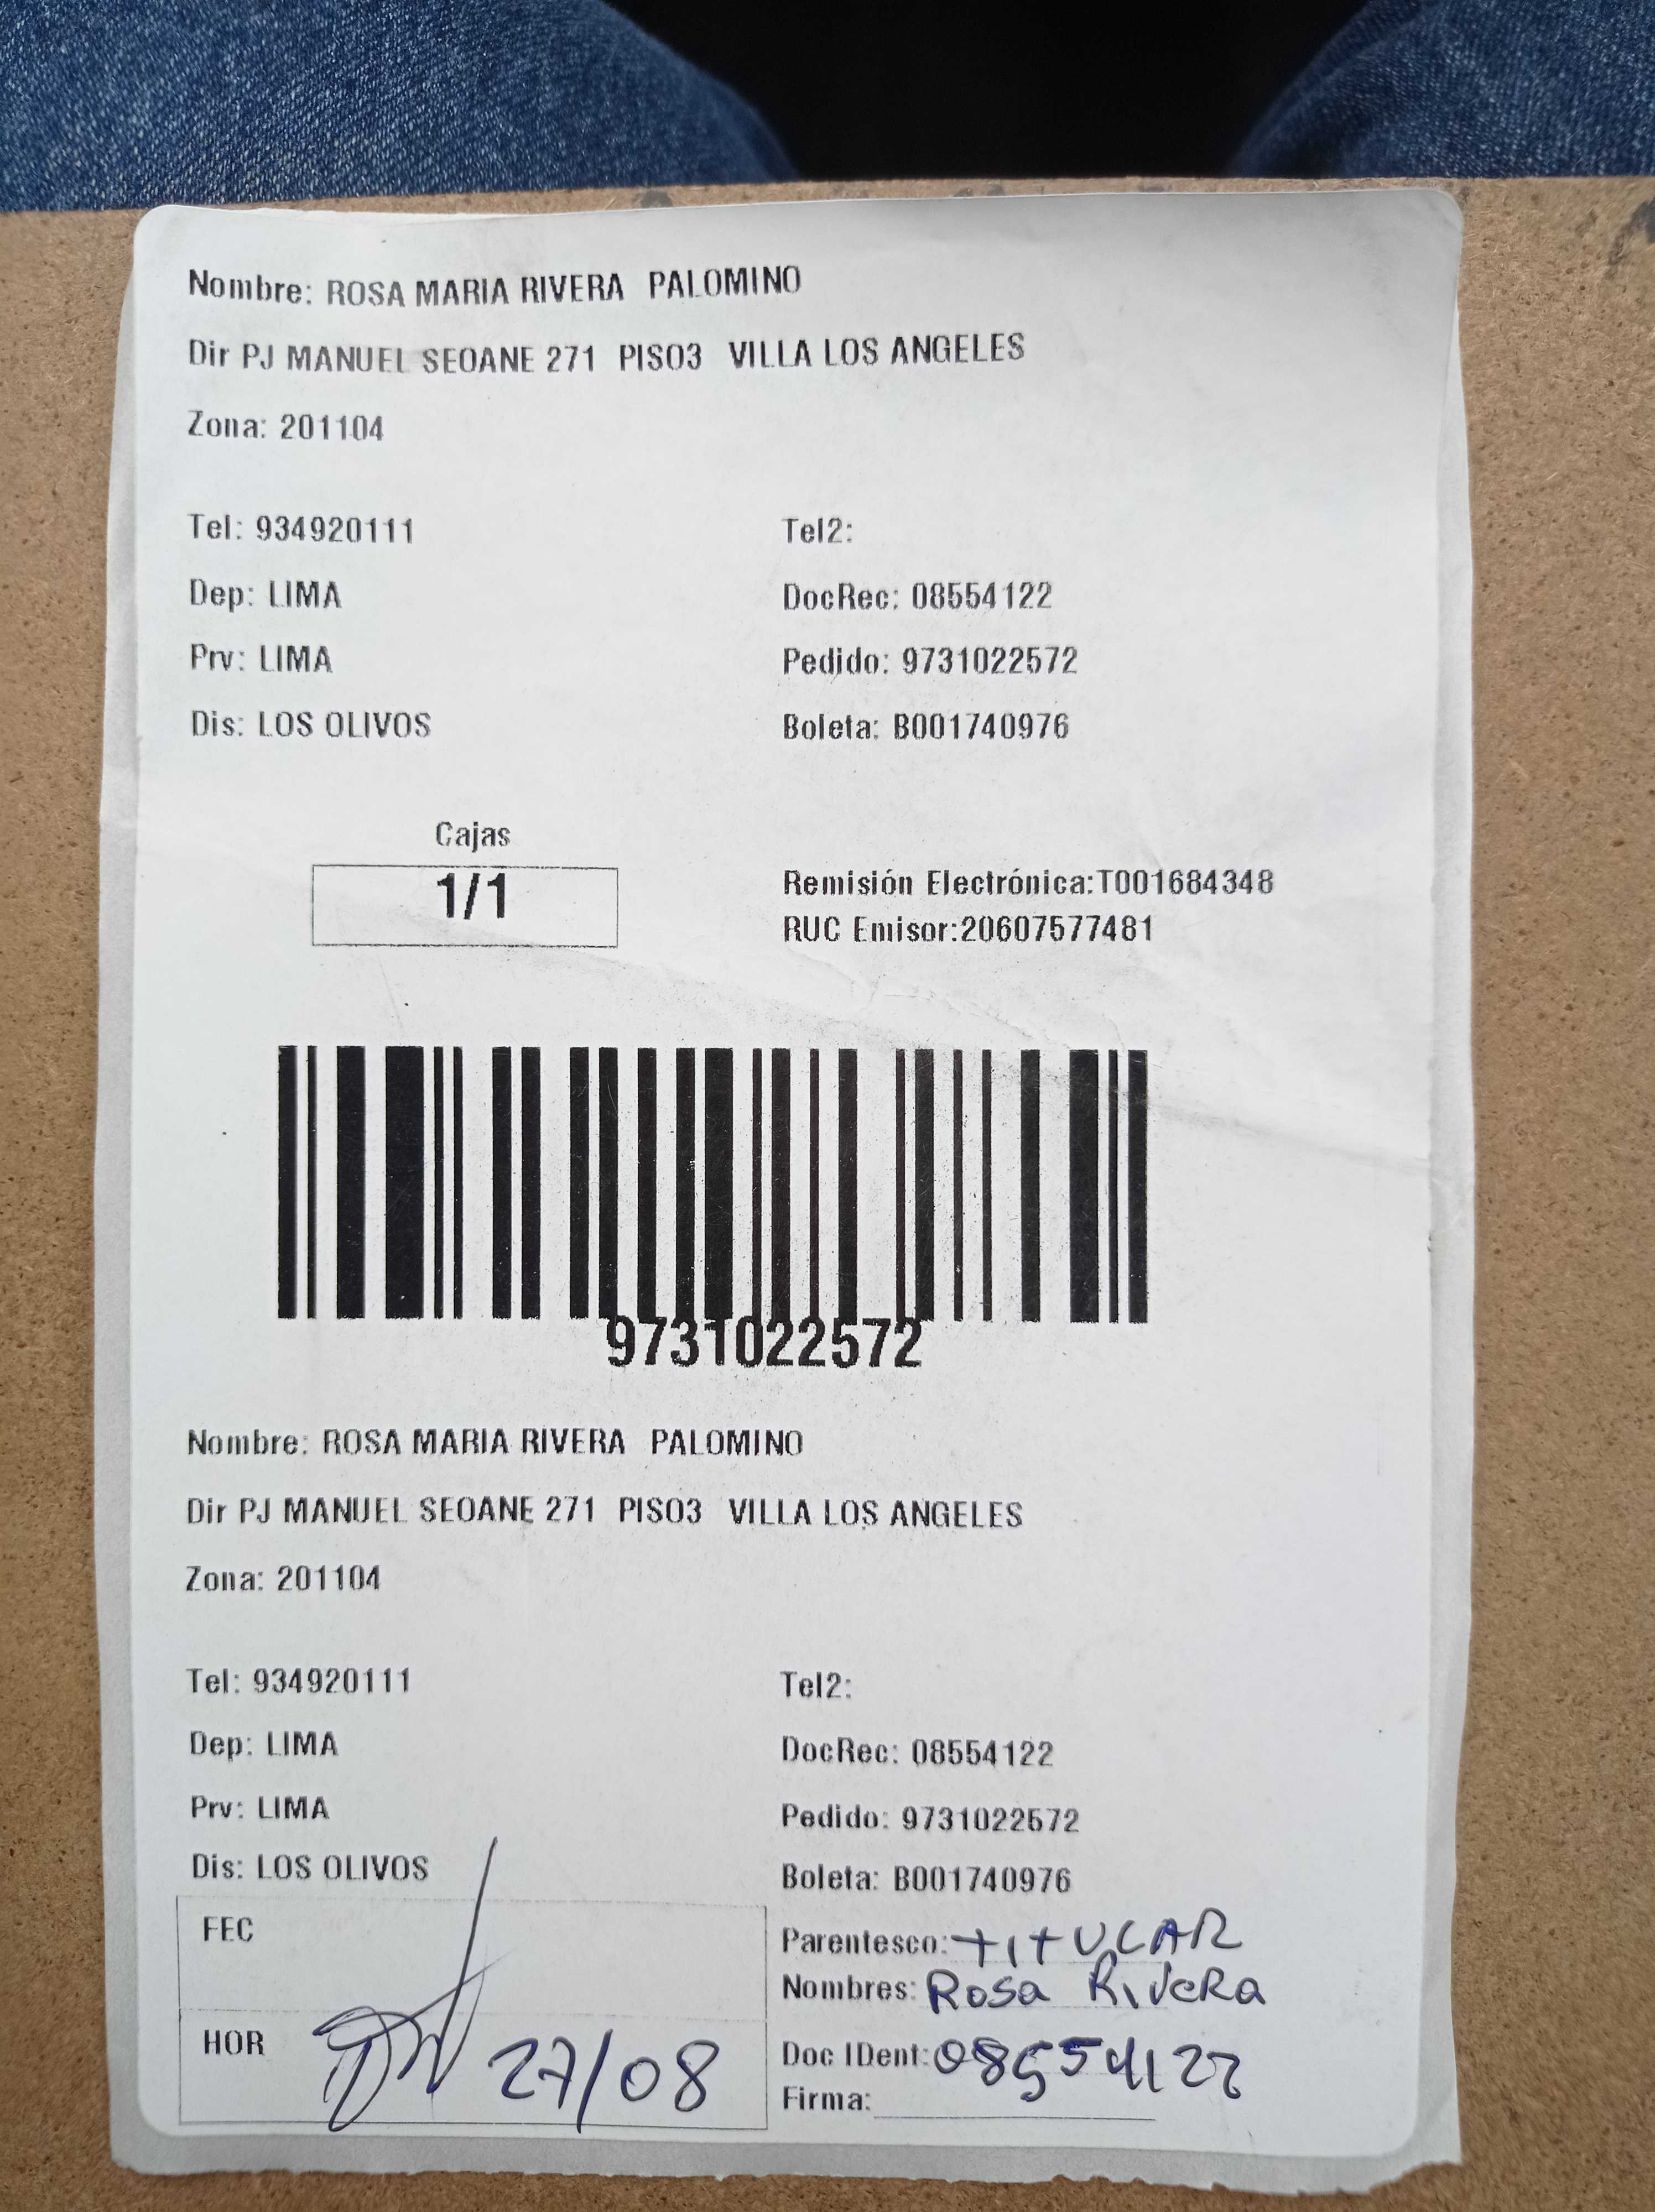 Nombre: ROSA MARIA RIVERA PALOMINO
Dir PJ MANUEL SEOANE 271 PISO3 VILLA LOS ANGELES
Zona: 201104
Tel: 934920111 Tel2:
Dep: LIMA DocRec: 08554122
Prv: LIMA Pedido: 9731022572
Dis: LOS OLIVOS Boleta: B001740976
Cajas
1/1
Remisión Electrónica:T001684348
RUC Emisor:20607577481
9731022572
Nombre: ROSA MARIA RIVERA PALOMINO
Dir PJ MANUEL SEOANE 271 PISO3 VILLA LOS ANGELES
Zona: 201104
Tel: 934920111 Tel2:
Dep: LIMA DocRec: 08554122
Prv: LIMA Pedido: 9731022572
Dis: LOS OLIVOS Boleta: B001740976
FEC
Parentesco: TITULAR
Nombres: Rosa Rivera
HOR 27/08
Doc IDent: 08554122
Firma: